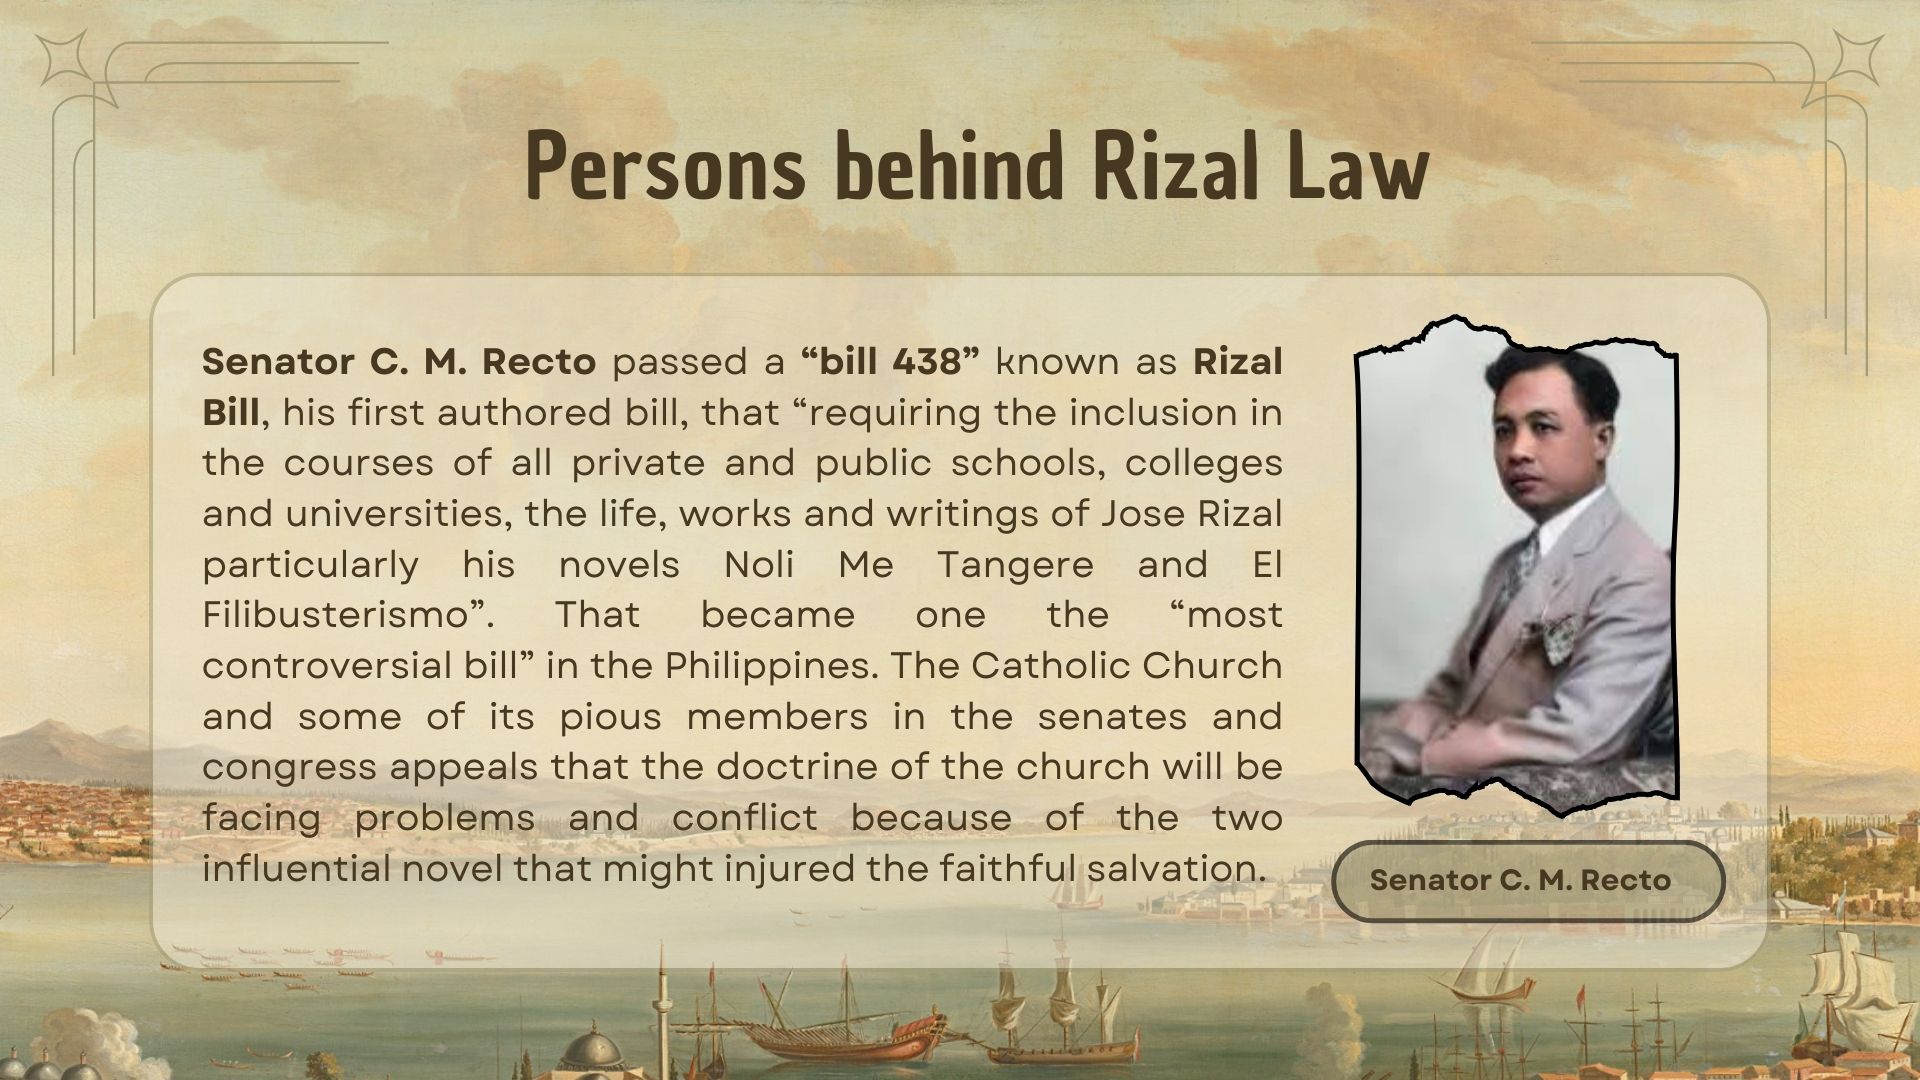 Persons behind Rizal Law
Senator C. M. Recto passed a “bill 438” known as Rizal
Bill, his first authored bill, that “requiring the inclusion in
the courses of all private and public schools, colleges
and universities, the life, works and writings of Jose Rizal
particularly his novels Noli Me Tangere and El
Filibusterismo”. That became one the “most
controversial bill” in the Philippines. The Catholic Church
and some of its pious members in the senates and
congress appeals that the doctrine of the church will be
facing problems and conflict because of the two
influential novel that might injured the faithful salvation.
Senator C. M. Recto